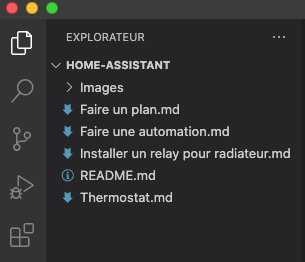 EXPLORATEUR
HOME-ASSISTANT
Images
Faire un plan.md
Faire une automation.md
Installer un relay pour radiateur.md
README.md
Thermostat.md